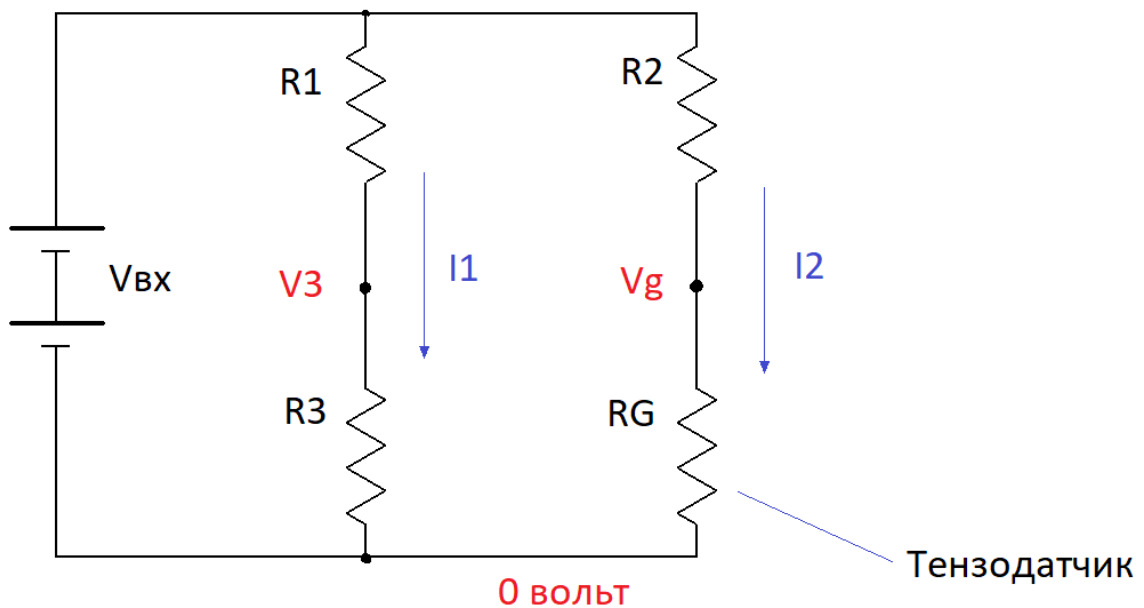 R1
R2
Vвх
V3
I1
Vg
I2
R3
RG
Тензодатчик
0 вольт